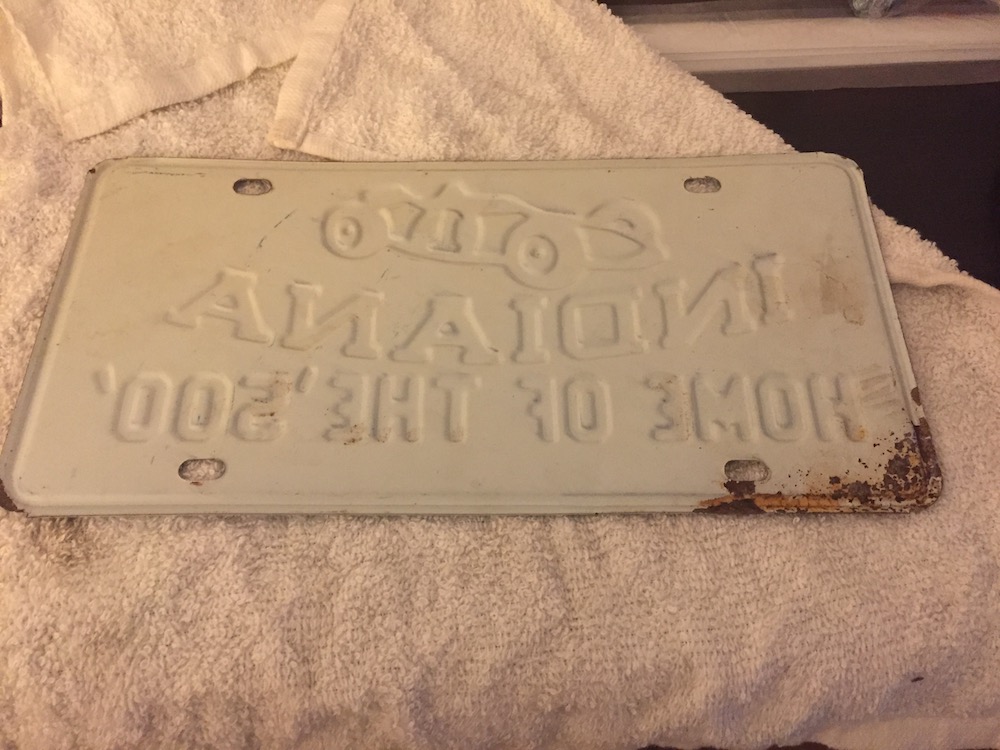 INDIANA
HOME OF THE '500'